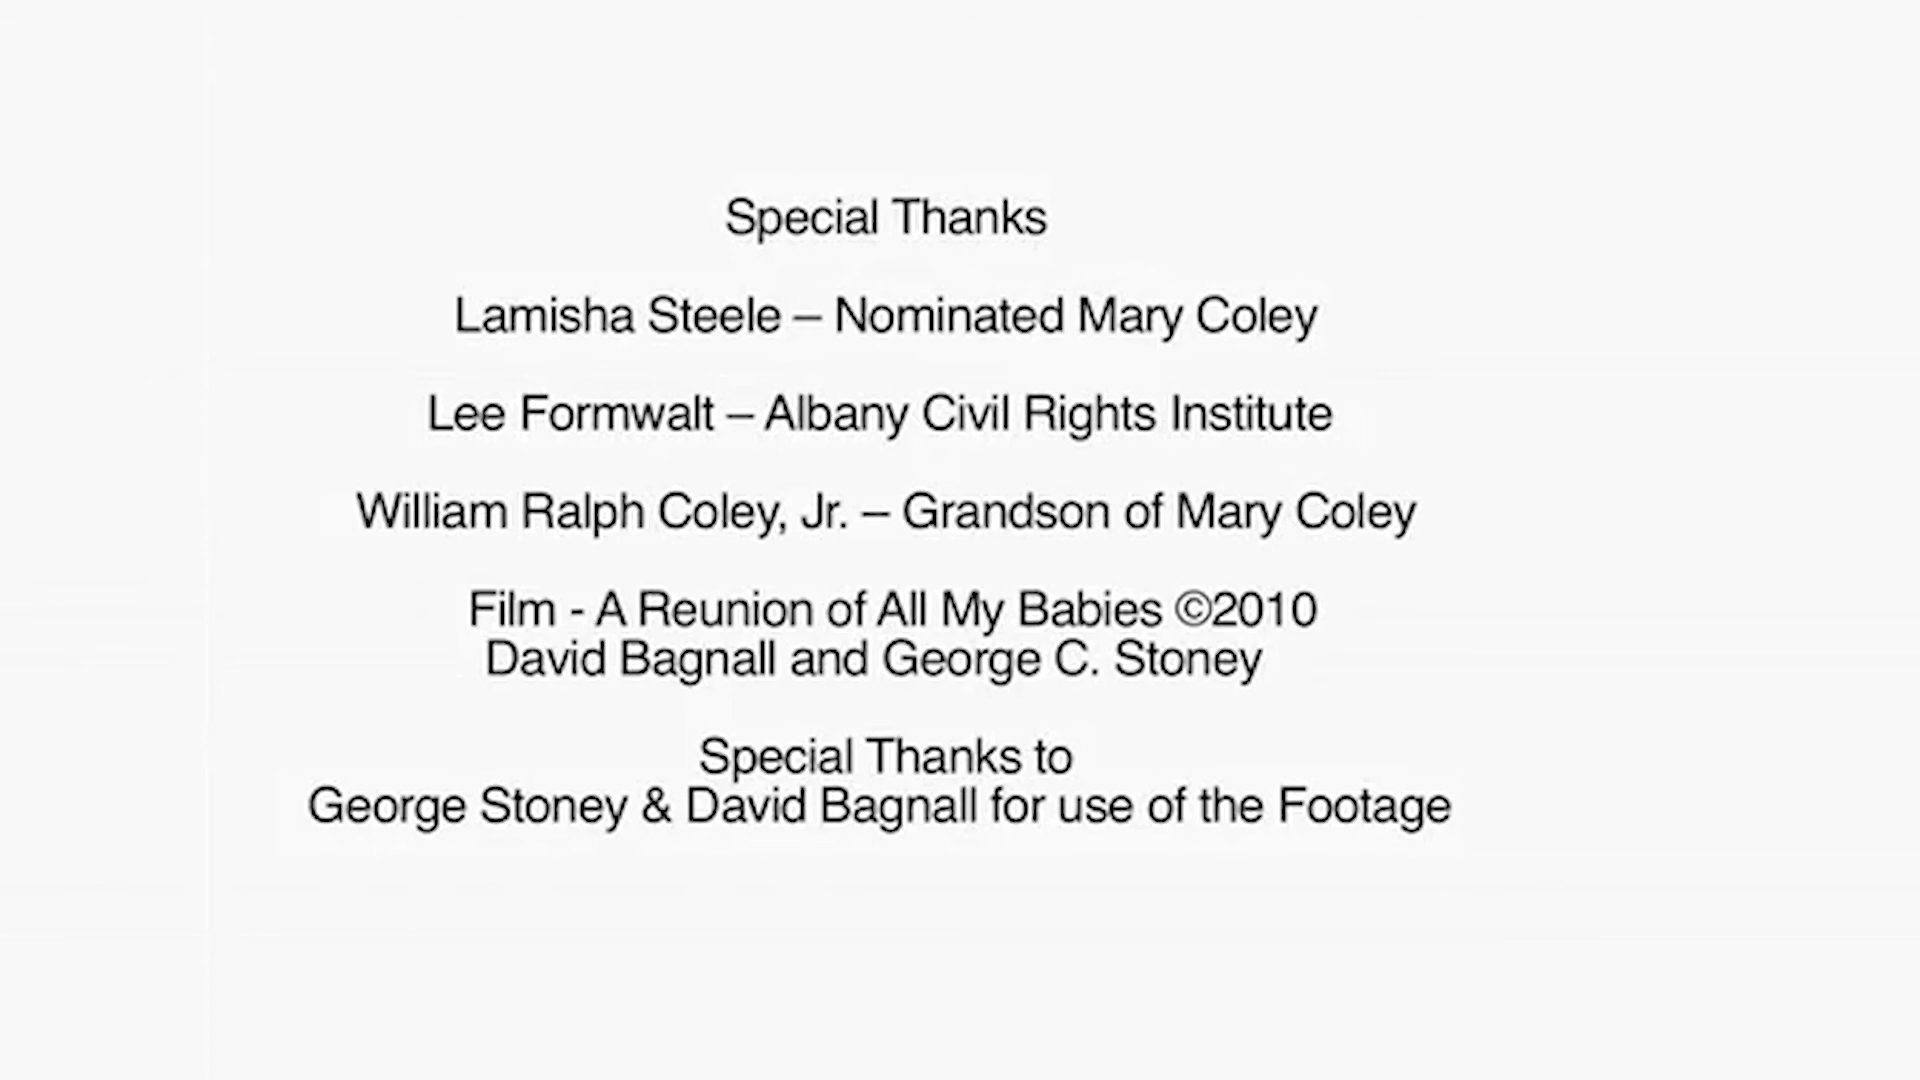 Special Thanks
Lamisha Steele – Nominated Mary Coley
Lee Formwalt – Albany Civil Rights Institute
William Ralph Coley, Jr. – Grandson of Mary Coley
Film - A Reunion of All My Babies ©2010
David Bagnall and George C. Stoney
Special Thanks to
George Stoney & David Bagnall for use of the Footage